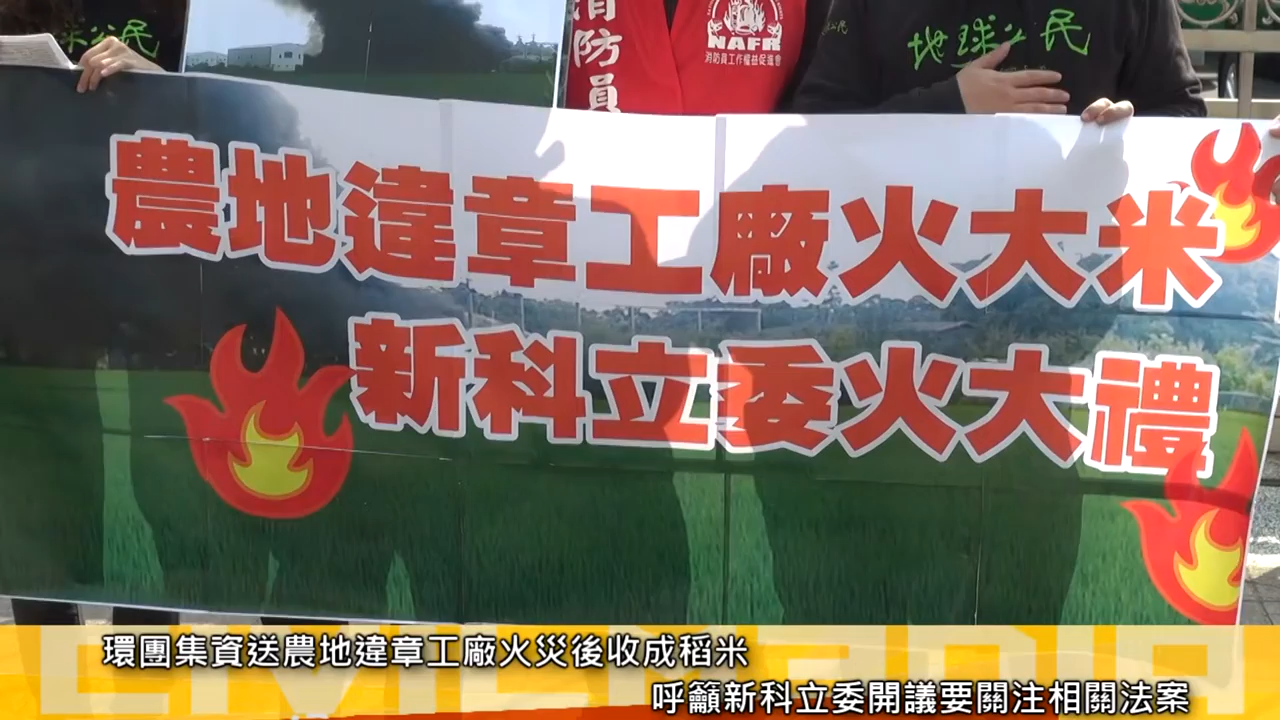 球公民
消防員
NAFR
消防員工作權益促進會
地球公民
農地違章工廠火大米
新科立委火大禮
環團集資送農地違章工廠火災後收成稻米
呼籲新科立委開議要關注相關法案